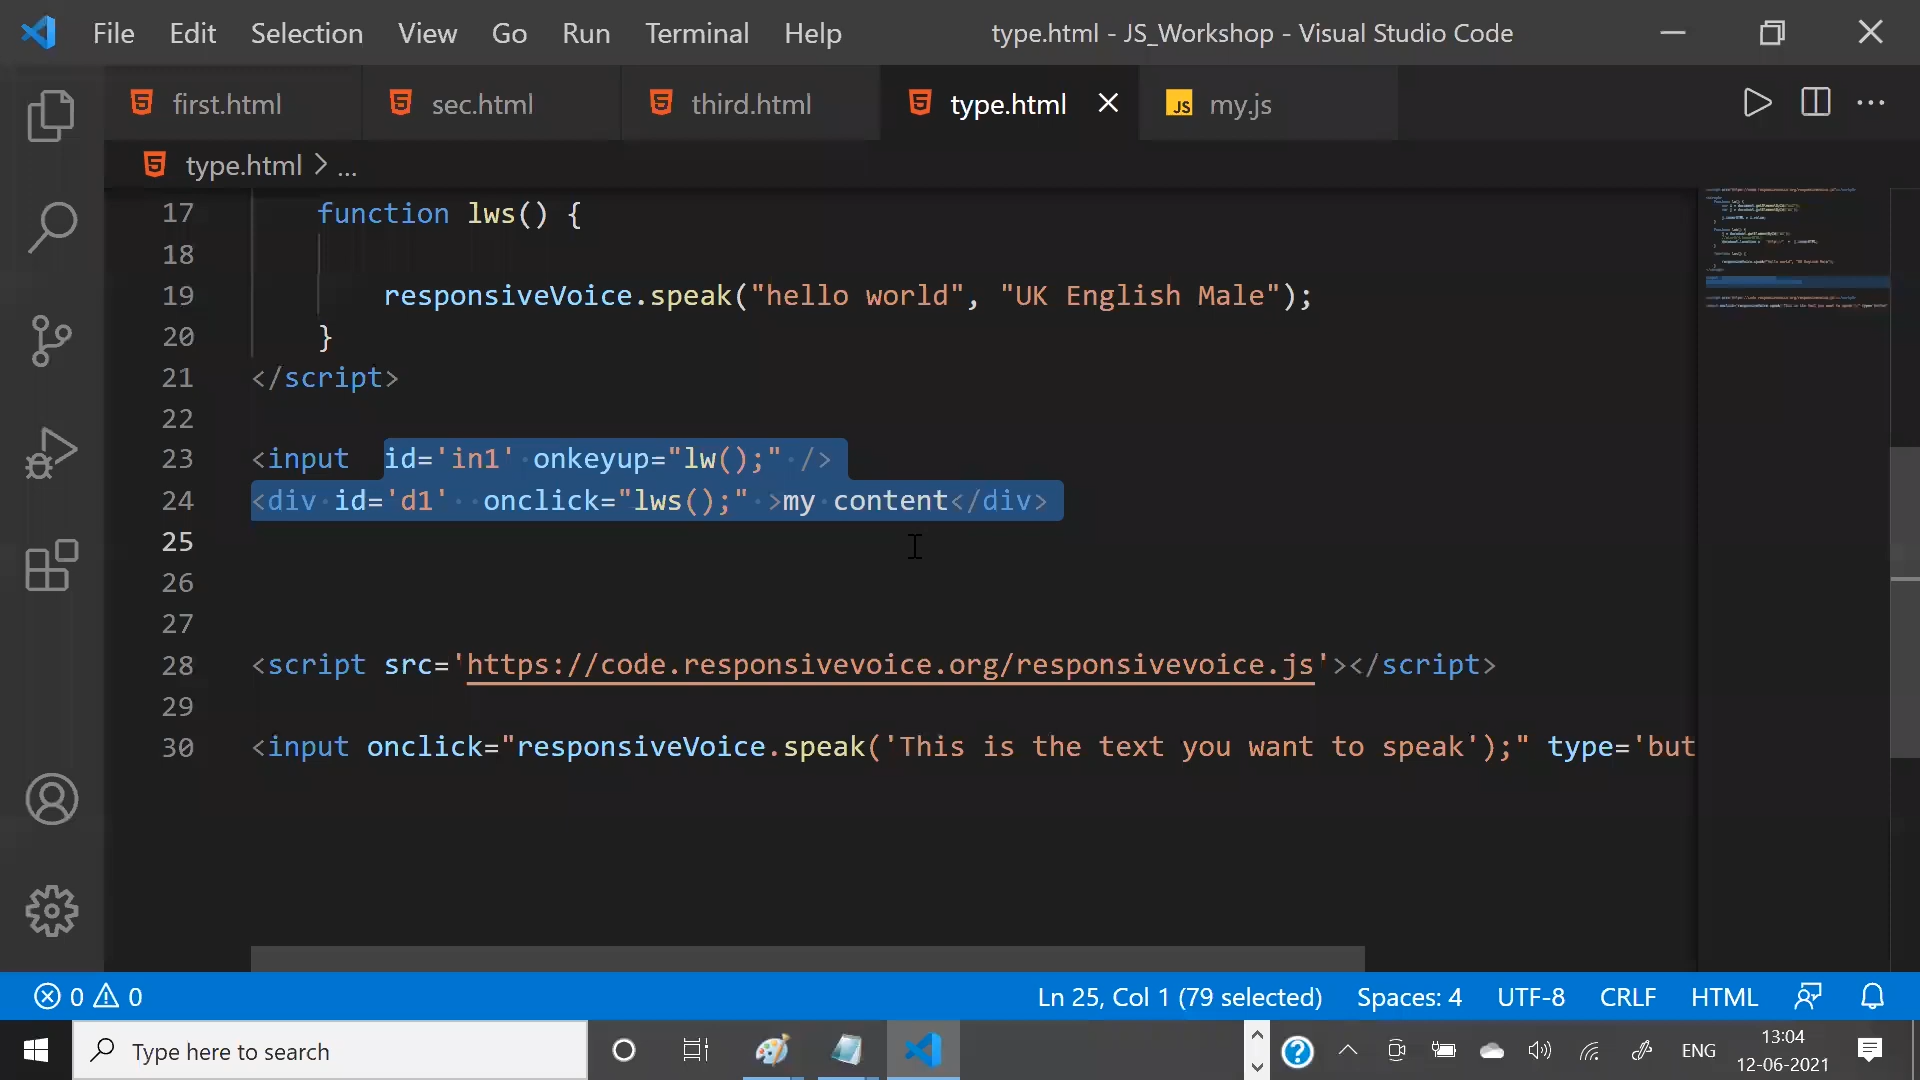 File Edit Selection View Go Run Terminal Help type.html - JS_Workshop - Visual Studio Code
first.html sec.html third.html type.html JS my.js
type.html > ...
17 function lws() {
18
19 responsiveVoice.speak("hello world", "UK English Male");
20 }
21 </script>
22
23 <input id='in1' onkeyup="lw();" />
24 <div id='d1' onclick="lws();" >my content</div>
25
26
27
28 <script src='https://code.responsivevoice.org/responsivevoice.js'></script>
29
30 <input onclick="responsiveVoice.speak('This is the text you want to speak');" type='but
0 0 Ln 25, Col 1 (79 selected) Spaces: 4 UTF-8 CRLF HTML
Type here to search ENG 13:04
12-06-2021